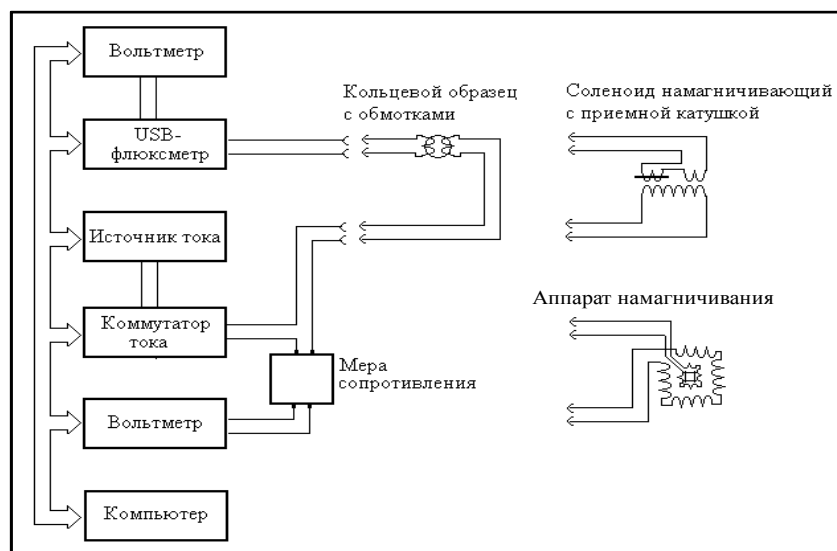 Вольтметр
USB-
флюксметр
Источник тока
Коммутатор
тока
Вольтметр
Компьютер
Кольцевой образец
с обмотками
Мера
сопротивления
Соленоид намагничивающий
с приемной катушкой
Аппарат намагничивания